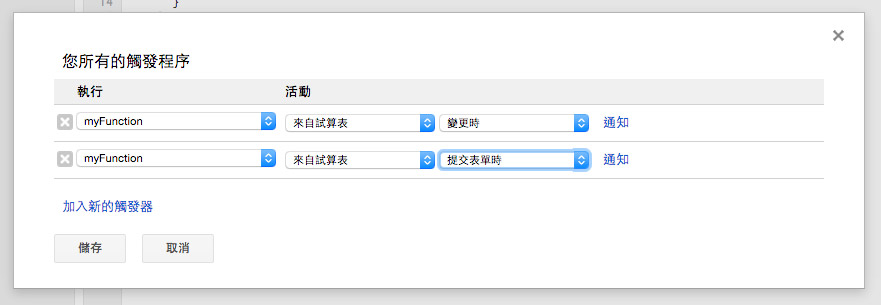 14 }
您所有的觸發程序
執行 活動
myFunction 來自試算表 變更時 通知
myFunction 來自試算表 提交表單時 通知
加入新的觸發器
儲存 取消